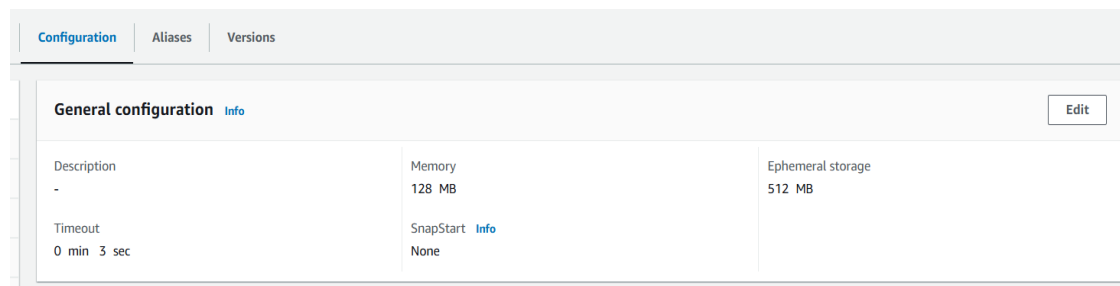 Configuration Aliases Versions
General configuration Info Edit
Description Memory Ephemeral storage
- 128 MB 512 MB
Timeout SnapStart Info
0 min 3 sec None